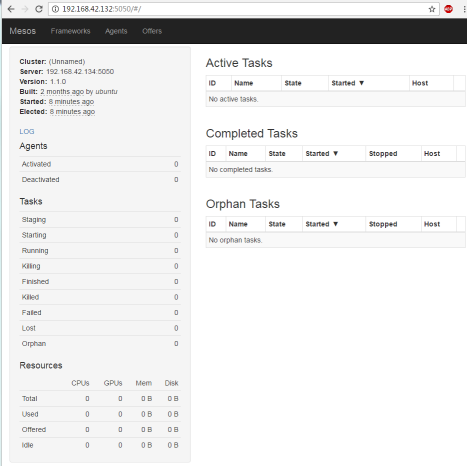 192.168.42.132:5050/#/
Mesos Frameworks Agents Offers
Cluster: (Unnamed)
Server: 192.168.42.134:5050
Version: 1.1.0
Built: 2 months ago by ubuntu
Started: 8 minutes ago
Elected: 8 minutes ago
LOG
Agents
Activated 0
Deactivated 0
Tasks
Staging 0
Starting 0
Running 0
Killing 0
Finished 0
Killed 0
Failed 0
Lost 0
Orphan 0
Resources
CPUs GPUs Mem Disk
Total 0 0 0 B 0 B
Used 0 0 0 B 0 B
Offered 0 0 0 B 0 B
Idle 0 0 0 B 0 B
Active Tasks
ID Name State Started ▼ Host
No active tasks.
Completed Tasks
ID Name State Started ▼ Stopped Host
No completed tasks.
Orphan Tasks
ID Name State Started ▼ Stopped Host
No orphan tasks.